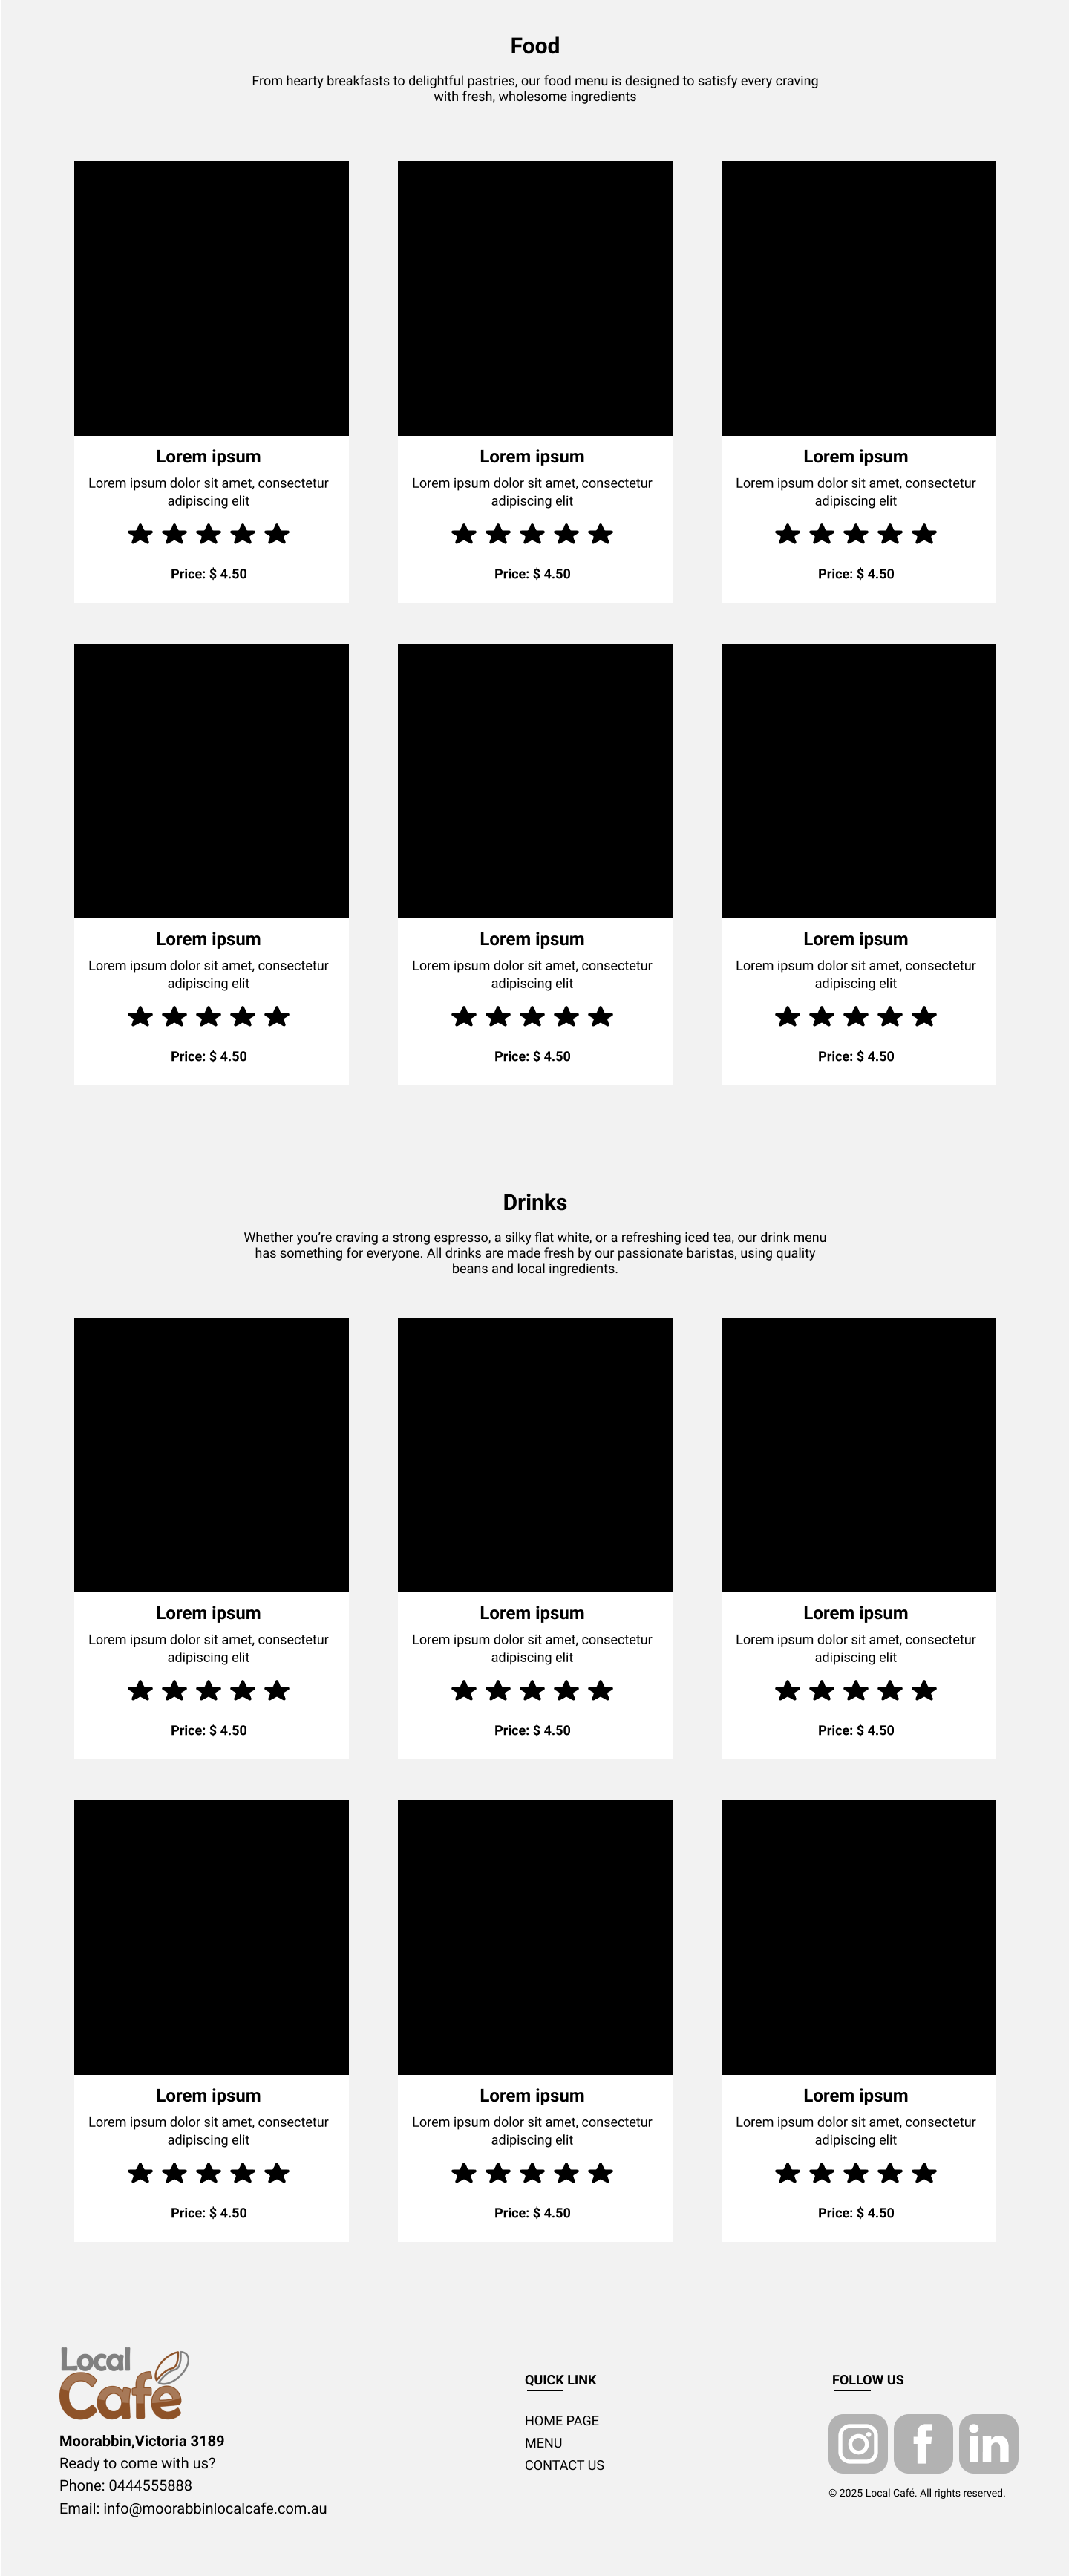 Food
From hearty breakfasts to delightful pastries, our food menu is designed to satisfy every craving
with fresh, wholesome ingredients
Lorem ipsum
Lorem ipsum dolor sit amet, consectetur
adipiscing elit
Price: $ 4.50
Lorem ipsum
Lorem ipsum dolor sit amet, consectetur
adipiscing elit
Price: $ 4.50
Lorem ipsum
Lorem ipsum dolor sit amet, consectetur
adipiscing elit
Price: $ 4.50
Lorem ipsum
Lorem ipsum dolor sit amet, consectetur
adipiscing elit
Price: $ 4.50
Lorem ipsum
Lorem ipsum dolor sit amet, consectetur
adipiscing elit
Price: $ 4.50
Lorem ipsum
Lorem ipsum dolor sit amet, consectetur
adipiscing elit
Price: $ 4.50
Drinks
Whether you’re craving a strong espresso, a silky flat white, or a refreshing iced tea, our drink menu
has something for everyone. All drinks are made fresh by our passionate baristas, using quality
beans and local ingredients.
Lorem ipsum
Lorem ipsum dolor sit amet, consectetur
adipiscing elit
Price: $ 4.50
Lorem ipsum
Lorem ipsum dolor sit amet, consectetur
adipiscing elit
Price: $ 4.50
Lorem ipsum
Lorem ipsum dolor sit amet, consectetur
adipiscing elit
Price: $ 4.50
Lorem ipsum
Lorem ipsum dolor sit amet, consectetur
adipiscing elit
Price: $ 4.50
Lorem ipsum
Lorem ipsum dolor sit amet, consectetur
adipiscing elit
Price: $ 4.50
Lorem ipsum
Lorem ipsum dolor sit amet, consectetur
adipiscing elit
Price: $ 4.50
Local
Café
Moorabbin,Victoria 3189
Ready to come with us?
Phone: 0444555888
Email: info@moorabbinlocalcafe.com.au
QUICK LINK
HOME PAGE
MENU
CONTACT US
FOLLOW US
f
in
© 2025 Local Café. All rights reserved.